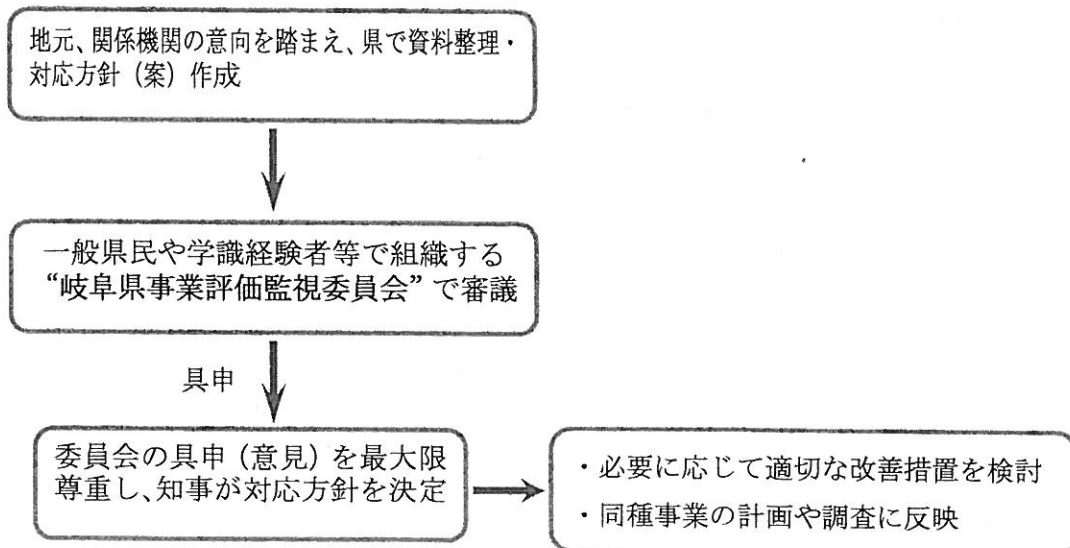 地元、関係機関の意向を踏まえ、県で資料整理・
対応方針（案）作成
一般県民や学識経験者等で組織する
“岐阜県事業評価監視委員会”で審議
具申
委員会の具申（意見）を最大限
尊重し、知事が対応方針を決定
・必要に応じて適切な改善措置を検討
・同種事業の計画や調査に反映